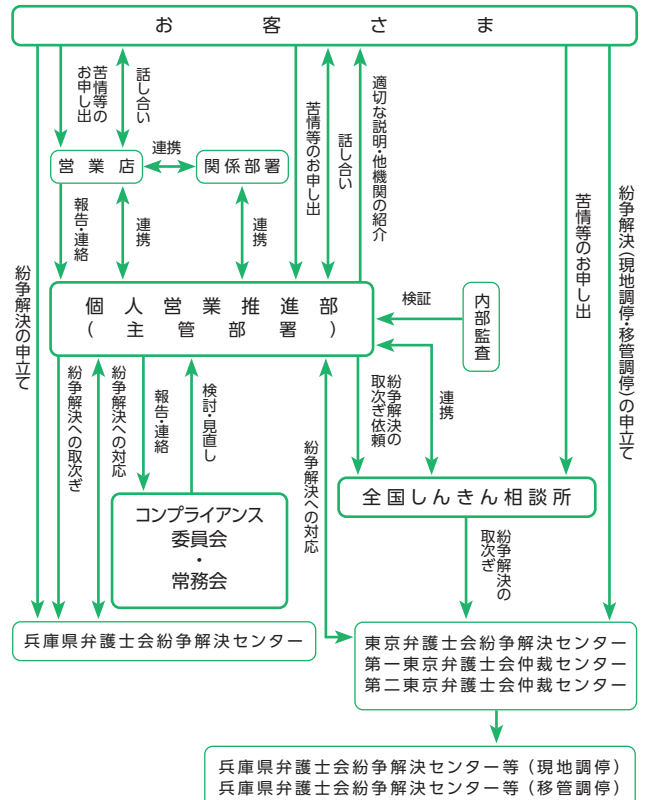 お客さま
苦情等の
お申し出
話し合い
苦情等のお申し出
話し合い
適切な説明・他機関の紹介
営業店
連携
関係部署
報告・連絡
連携
連携
苦情等のお申し出
紛争解決（現地調停・移管調停）の申立て
紛争解決の申立て
個人営業推進部
（主管部署）
検証
内部監査
紛争解決への取次ぎ
紛争解決への対応
報告・連絡
検討・見直し
紛争解決への対応
紛争解決の
取次ぎ依頼
連携
コンプライアンス
委員会
・
常務会
全国しんきん相談所
紛争解決の
取次ぎ
兵庫県弁護士会紛争解決センター
東京弁護士会紛争解決センター
第一東京弁護士会仲裁センター
第二東京弁護士会仲裁センター
兵庫県弁護士会紛争解決センター等（現地調停）
兵庫県弁護士会紛争解決センター等（移管調停）